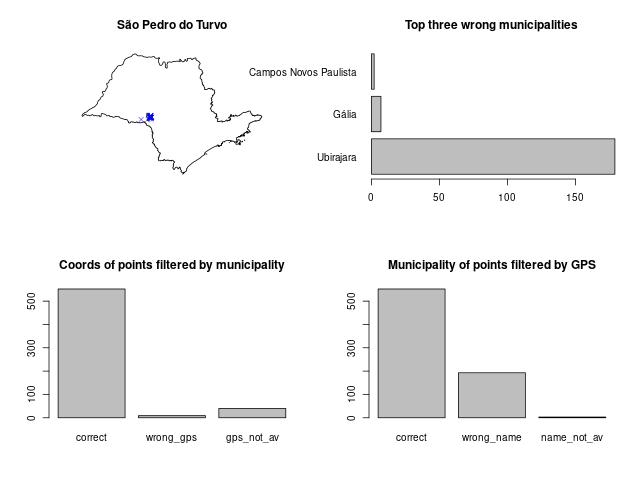 São Pedro do Turvo
Top three wrong municipalities
Campos Novos Paulista
Gália
Ubirajara
0 50 100 150
Coords of points filtered by municipality
500
300
100
0
correct wrong_gps gps_not_av
Municipality of points filtered by GPS
500
300
100
0
correct wrong_name name_not_av